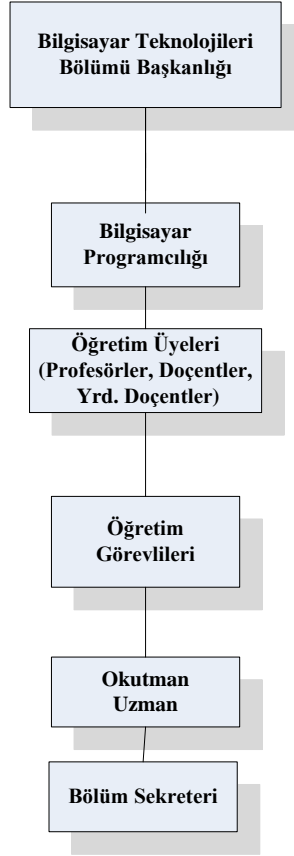 Bilgisayar Teknolojileri
Bölümü Başkanlığı
Bilgisayar
Programcılığı
Öğretim Üyeleri
(Profesörler, Doçentler,
Yrd. Doçentler)
Öğretim
Görevlileri
Okutman
Uzman
Bölüm Sekreteri